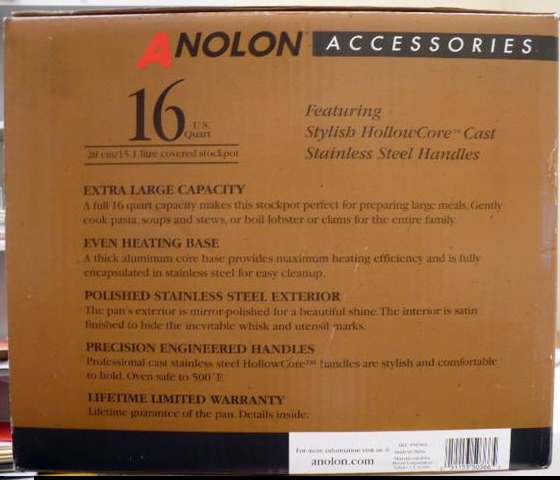 ANOLON ACCESSORIES
16 U.S. Quart
28 cm/15.1 litre covered stockpot
Featuring
Stylish HollowCore™ Cast
Stainless Steel Handles
EXTRA LARGE CAPACITY
A full 16 quart capacity makes this stockpot perfect for preparing large meals. Gently
cook pasta, soups and stews, or boil lobster or clams for the entire family.
EVEN HEATING BASE
A thick aluminum core base provides maximum heating efficiency and is fully
encapsulated in stainless steel for easy cleanup.
POLISHED STAINLESS STEEL EXTERIOR
The pan's exterior is mirror-polished for a beautiful shine. The interior is satin
finished to hide the inevitable whisk and utensil marks.
PRECISION ENGINEERED HANDLES
Professional cast stainless steel HollowCore™ handles are stylish and comfortable
to hold. Oven safe to 500°F
LIFETIME LIMITED WARRANTY
Lifetime guarantee of the pan. Details inside.
For more information visit us @
anolon.com